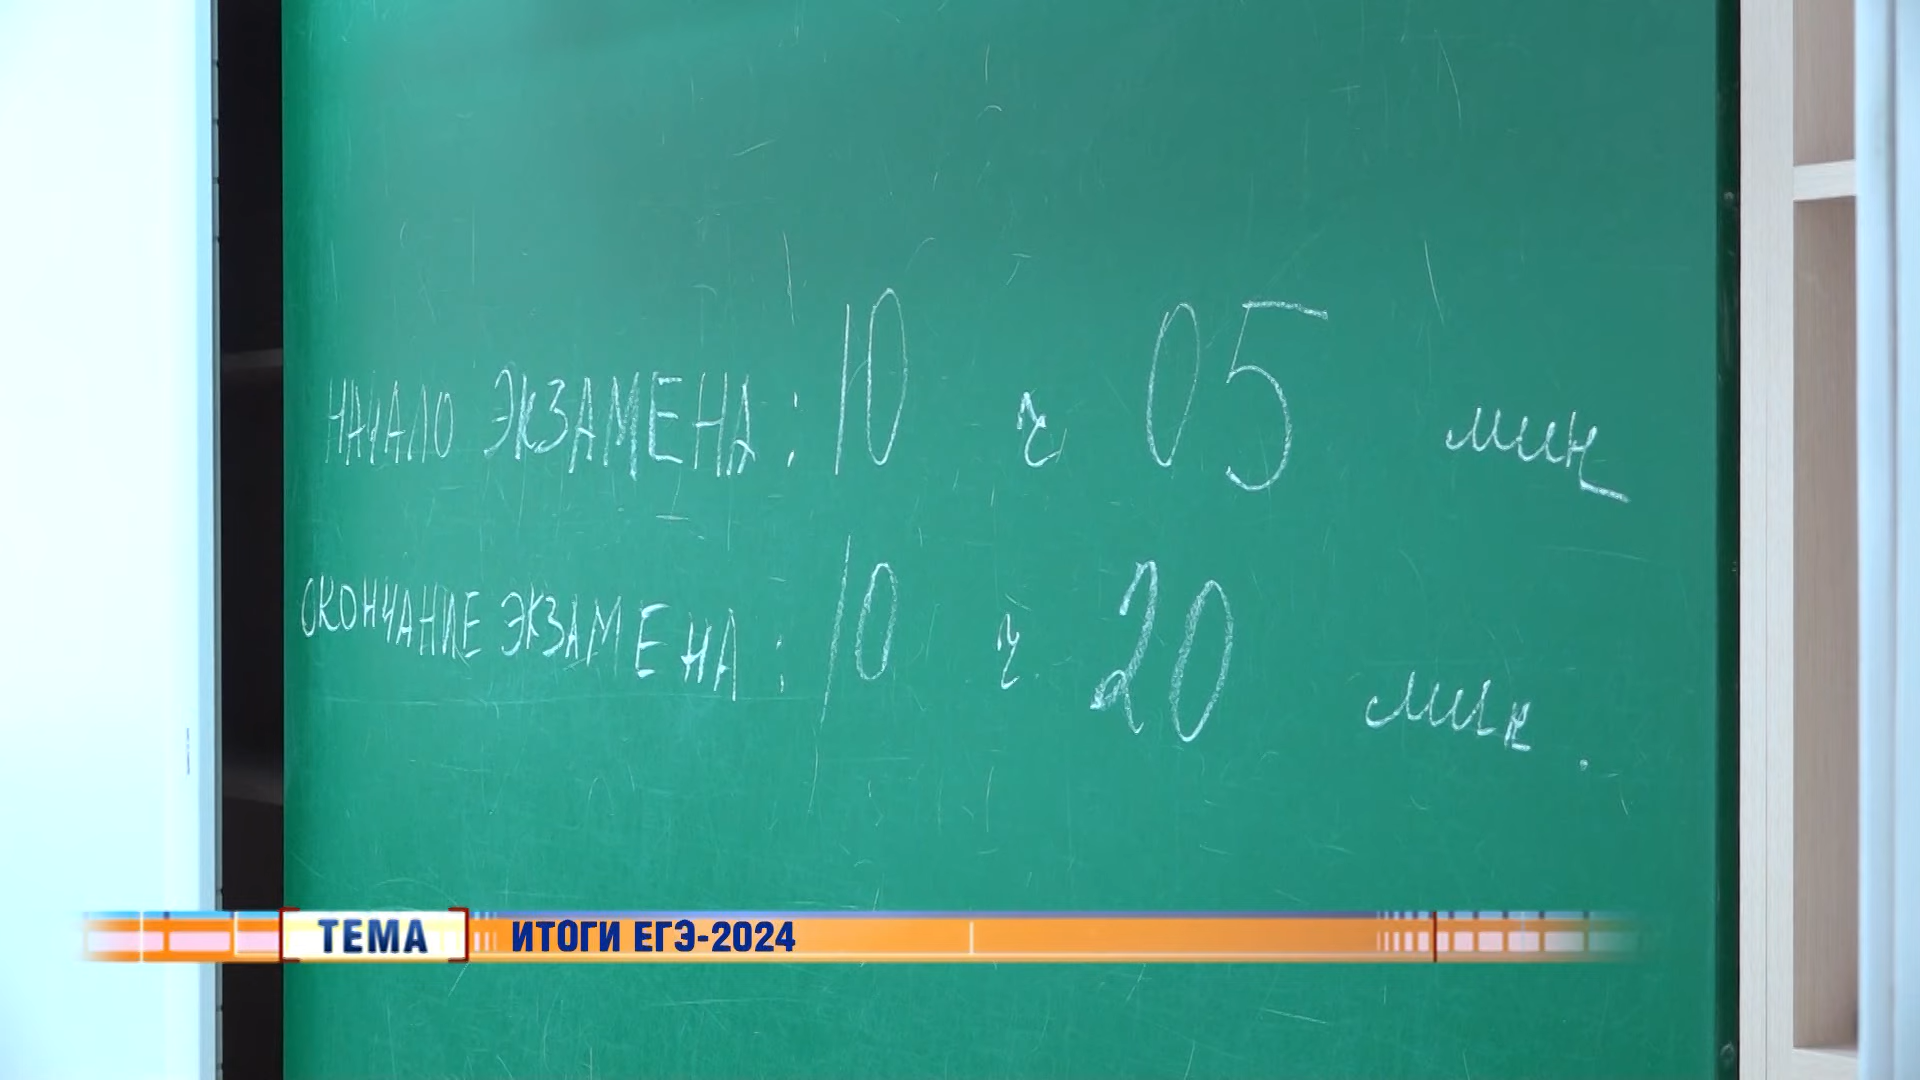 НАЧАЛО ЭКЗАМЕНА: 10 ч 05 мин
ОКОНЧАНИЕ ЭКЗАМЕНА: 10 ч. 20 мин.
ТЕМА ИТОГИ ЕГЭ-2024